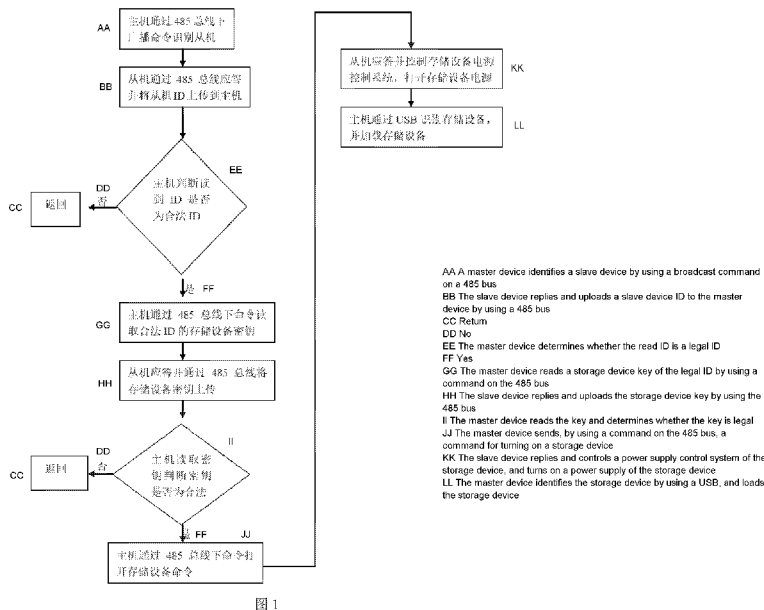 AA
主机通过 485 总线下
广播命令识别从机
BB
从机通过 485 总线应答
并将从机 ID 上传到主机
EE
主机判断读
到 ID 是否
为合法 ID
DD
否
CC
返回
是 FF
GG
主机通过 485 总线下命令读
取合法 ID 的存储设备密钥
HH
从机应答并通过 485 总线将
存储设备密钥上传
II
主机读取密
钥判断密钥
是否为合法
DD
否
CC
返回
是 FF
JJ
主机通过 485 总线下命令打
开存储设备命令
从机应答并控制存储设备电源
控制系统，打开存储设备电源
KK
主机通过 USB 识别存储设备，
并加载存储设备
LL
AA A master device identifies a slave device by using a broadcast command
on a 485 bus
BB The slave device replies and uploads a slave device ID to the master
device by using a 485 bus
CC Return
DD No
EE The master device determines whether the read ID is a legal ID
FF Yes
GG The master device reads a storage device key of the legal ID by using a
command on the 485 bus
HH The slave device replies and uploads the storage device key by using the
485 bus
II The master device reads the key and determines whether the key is legal
JJ The master device sends, by using a command on the 485 bus, a
command for turning on a storage device
KK The slave device replies and controls a power supply control system of the
storage device, and turns on a power supply of the storage device
LL The master device identifies the storage device by using a USB, and loads
the storage device
图 1